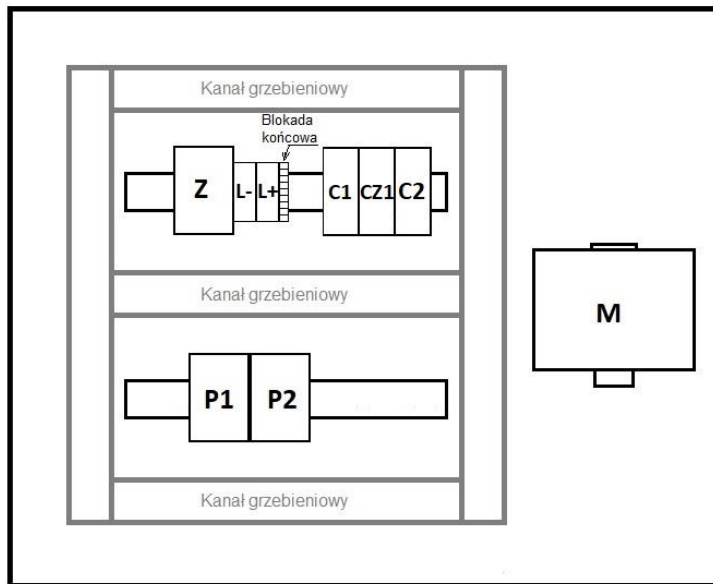 Kanał grzebieniowy
Blokada
końcowa
Z L- L+ C1 CZ1 C2
Kanał grzebieniowy
M
P1 P2
Kanał grzebieniowy